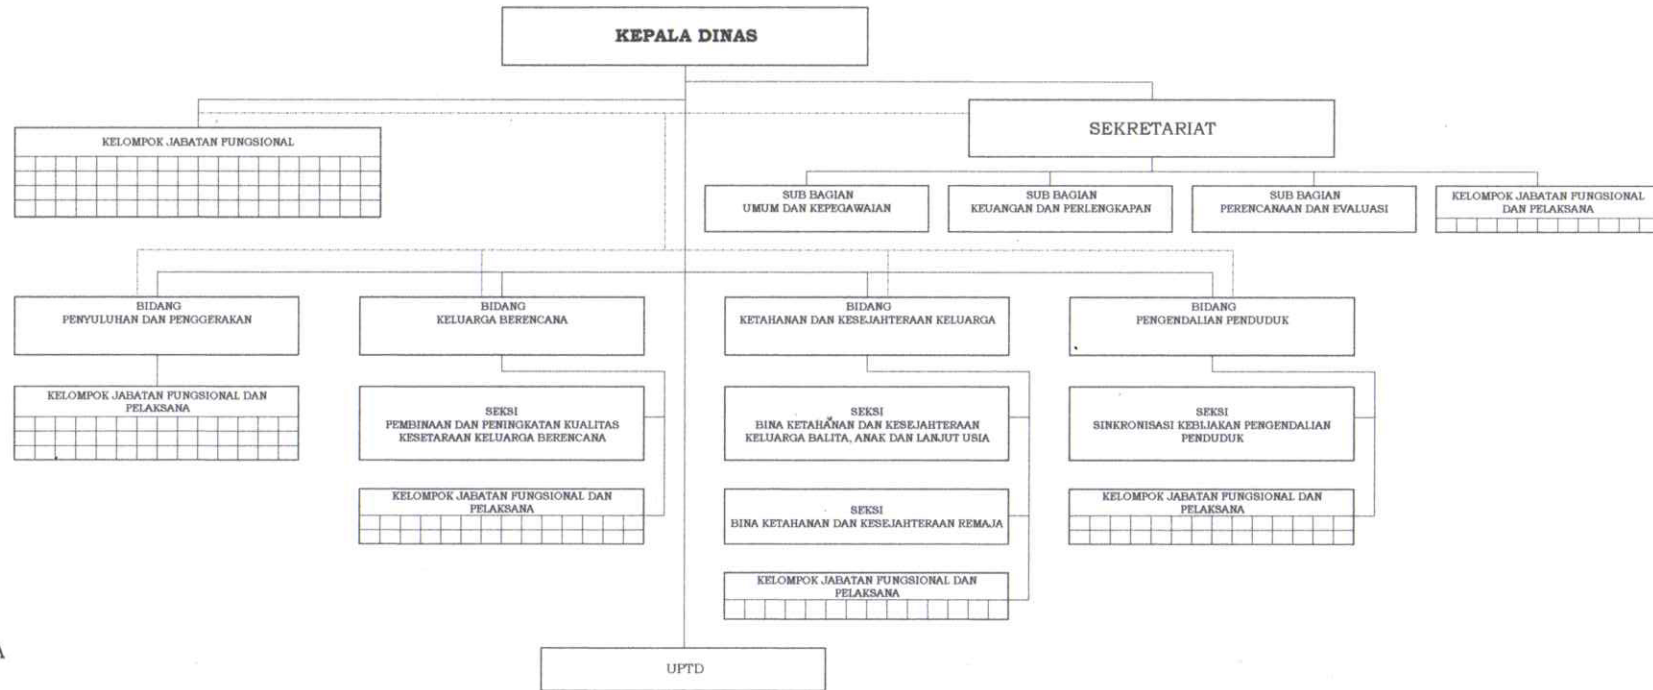 KEPALA DINAS
SEKRETARIAT
KELOMPOK JABATAN FUNGSIONAL
SUB BAGIAN
UMUM DAN KEPEGAWAIAN
SUB BAGIAN
KEUANGAN DAN PERLENGKAPAN
SUB BAGIAN
PERENCANAAN DAN EVALUASI
KELOMPOK JABATAN FUNGSIONAL
DAN PELAKSANA
BIDANG
PENYULUHAN DAN PENGGERAKAN
BIDANG
KELUARGA BERENCANA
BIDANG
KETAHANAN DAN KESEJAHTERAAN KELUARGA
BIDANG
PENGENDALIAN PENDUDUK
KELOMPOK JABATAN FUNGSIONAL DAN
PELAKSANA
SEKSI
PEMBINAAN DAN PENINGKATAN KUALITAS
KESETARAAN KELUARGA BERENCANA
SEKSI
BINA KETAHANAN DAN KESEJAHTERAAN
KELUARGA BALITA, ANAK DAN LANJUT USIA
SEKSI
SINKRONISASI KEBIJAKAN PENGENDALIAN
PENDUDUK
KELOMPOK JABATAN FUNGSIONAL DAN
PELAKSANA
SEKSI
BINA KETAHANAN DAN KESEJAHTERAAN REMAJA
KELOMPOK JABATAN FUNGSIONAL DAN
PELAKSANA
KELOMPOK JABATAN FUNGSIONAL DAN
PELAKSANA
UPTD